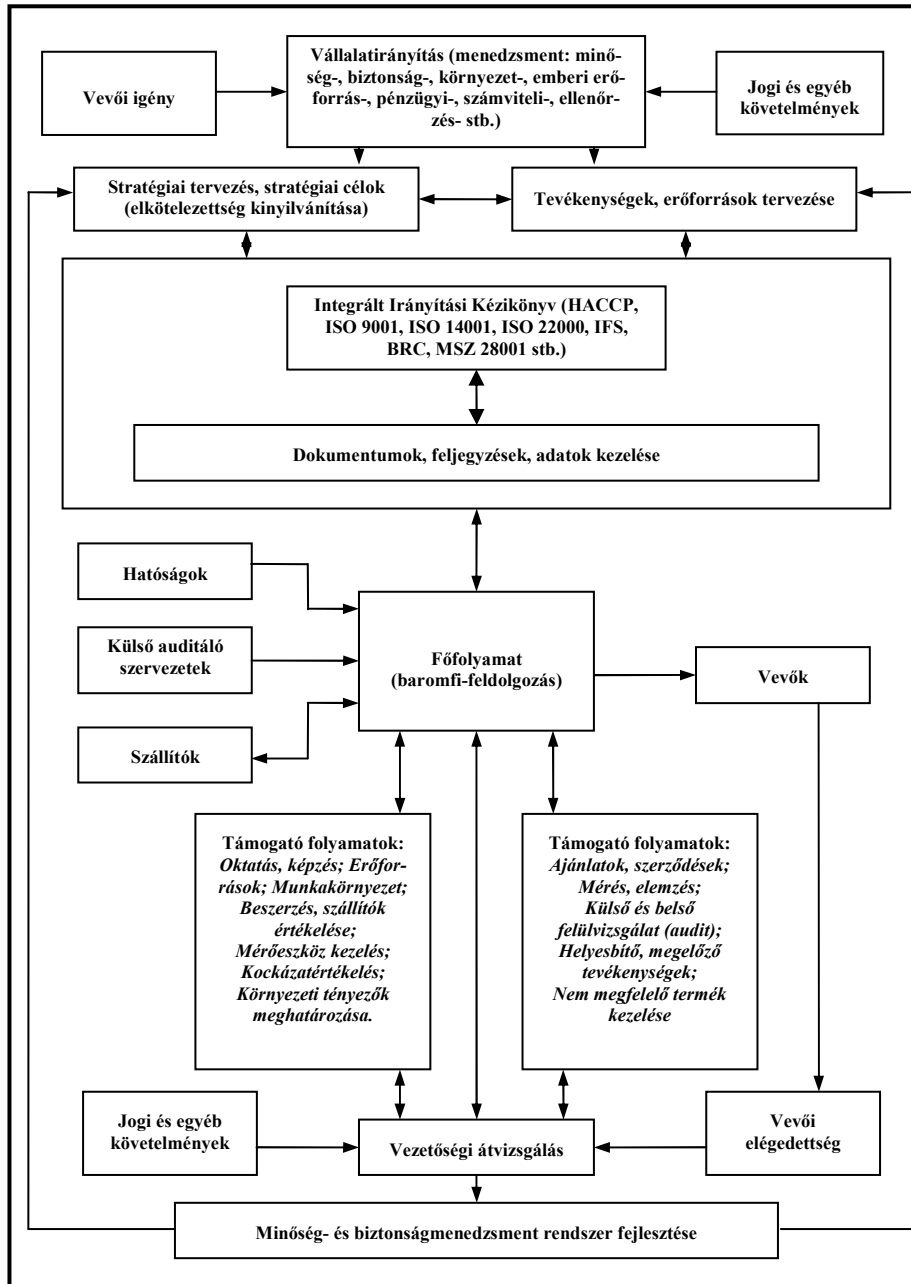 Vevői igény
Vállalatirányítás (menedzsment: minő-
ség-, biztonság-, környezet-, emberi erő-
forrás-, pénzügyi-, számviteli-, ellenőr-
zés- stb.)
Jogi és egyéb
követelmények
Stratégiai tervezés, stratégiai célok
(elkötelezettség kinyilvánítása)
Tevékenységek, erőforrások tervezése
Integrált Irányítási Kézikönyv (HACCP,
ISO 9001, ISO 14001, ISO 22000, IFS,
BRC, MSZ 28001 stb.)
Dokumentumok, feljegyzések, adatok kezelése
Hatóságok
Külső auditáló
szervezetek
Szállítók
Főfolyamat
(baromfi-feldolgozás)
Vevők
Támogató folyamatok:
Oktatás, képzés; Erőfor-
rások; Munkakörnyezet;
Beszerzés, szállítók
értékelése;
Mérőeszköz kezelés;
Kockázatértékelés;
Környezeti tényezők
meghatározása.
Támogató folyamatok:
Ajánlatok, szerződések;
Mérés, elemzés;
Külső és belső
felülvizsgálat (audit);
Helyesbítő, megelőző
tevékenységek;
Nem megfelelő termék
kezelése
Jogi és egyéb
követelmények
Vezetőségi átvizsgálás
Vevői
elégedettség
Minőség- és biztonságmenedzsment rendszer fejlesztése